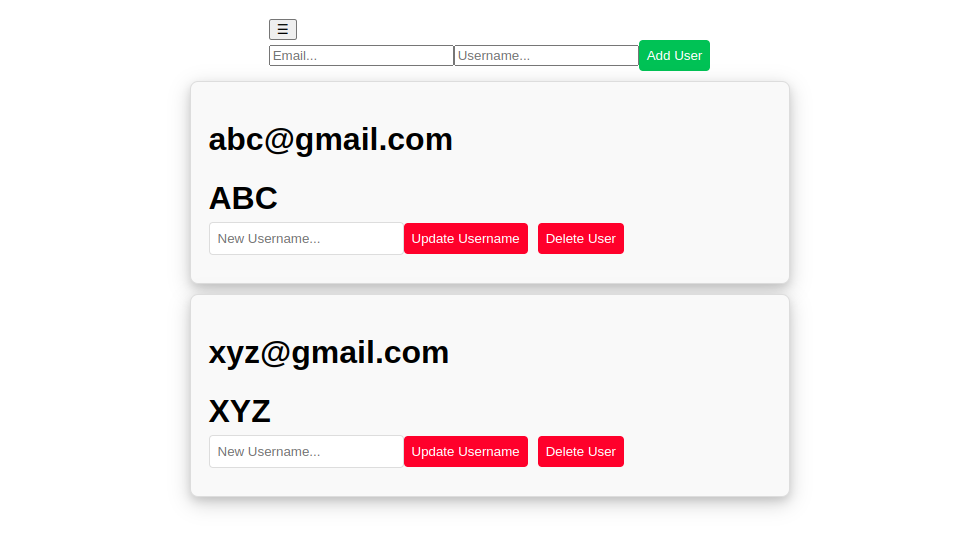 ☰
Email... Username... Add User
abc@gmail.com
ABC
New Username... Update Username Delete User
xyz@gmail.com
XYZ
New Username... Update Username Delete User